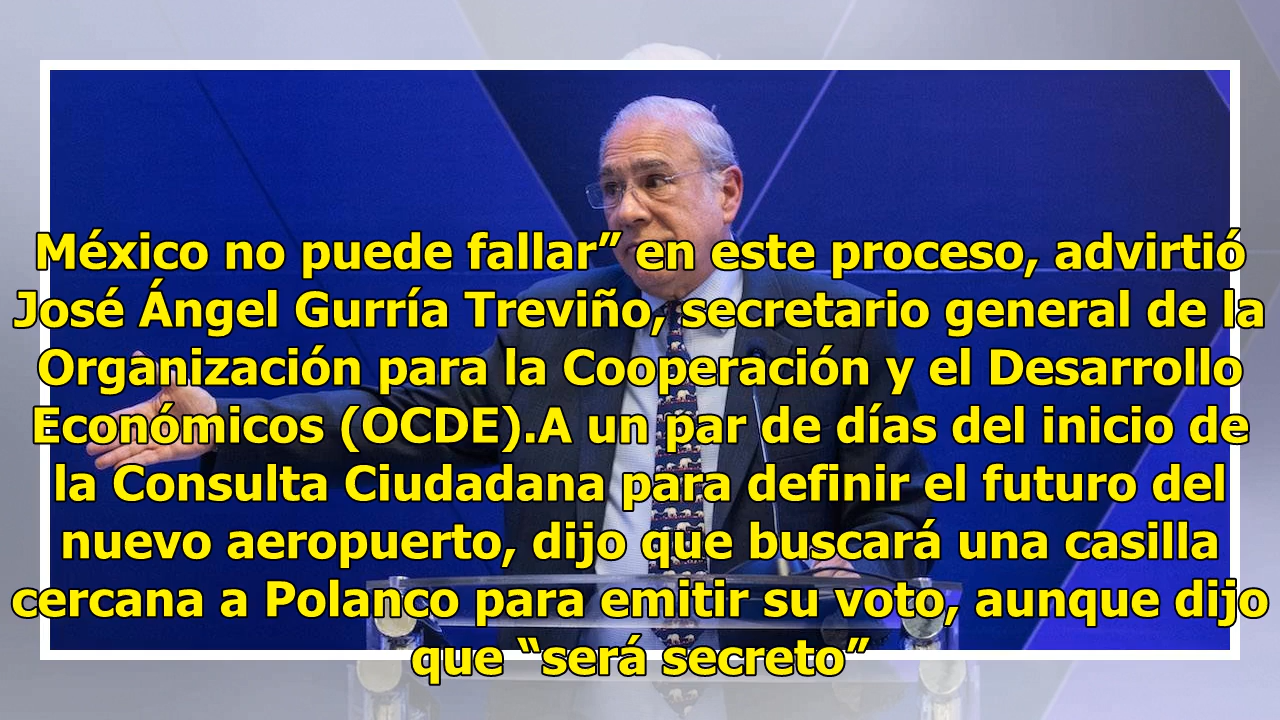 México no puede fallar” en este proceso, advirtió
José Ángel Gurría Treviño, secretario general de la
Organización para la Cooperación y el Desarrollo
Económicos (OCDE).A un par de días del inicio de
la Consulta Ciudadana para definir el futuro del
nuevo aeropuerto, dijo que buscará una casilla
cercana a Polanco para emitir su voto, aunque dijo
que “será secreto”